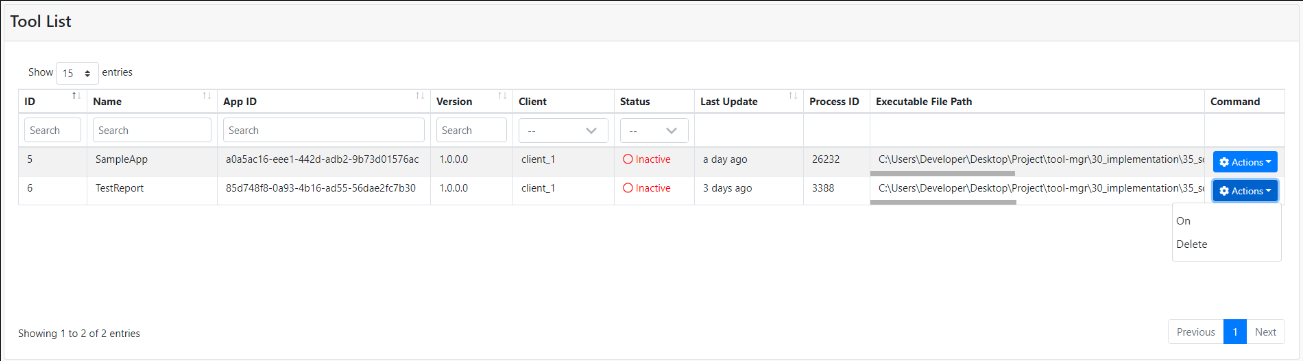 Tool List
Show 15 entries
ID Name App ID Version Client Status Last Update Process ID Executable File Path Command
Search Search Search Search -- --
5 SampleApp a0a5ac16-eee1-442d-adb2-9b73d01576ac 1.0.0.0 client_1 Inactive a day ago 26232 C:\Users\Developer\Desktop\Project\tool-mgr\30_implementation\35_sc Actions
6 TestReport 85d748f8-0a93-4b16-ad55-56dae2fc7b30 1.0.0.0 client_1 Inactive 3 days ago 3388 C:\Users\Developer\Desktop\Project\tool-mgr\30_implementation\35_sc Actions
On
Delete
Showing 1 to 2 of 2 entries
Previous 1 Next